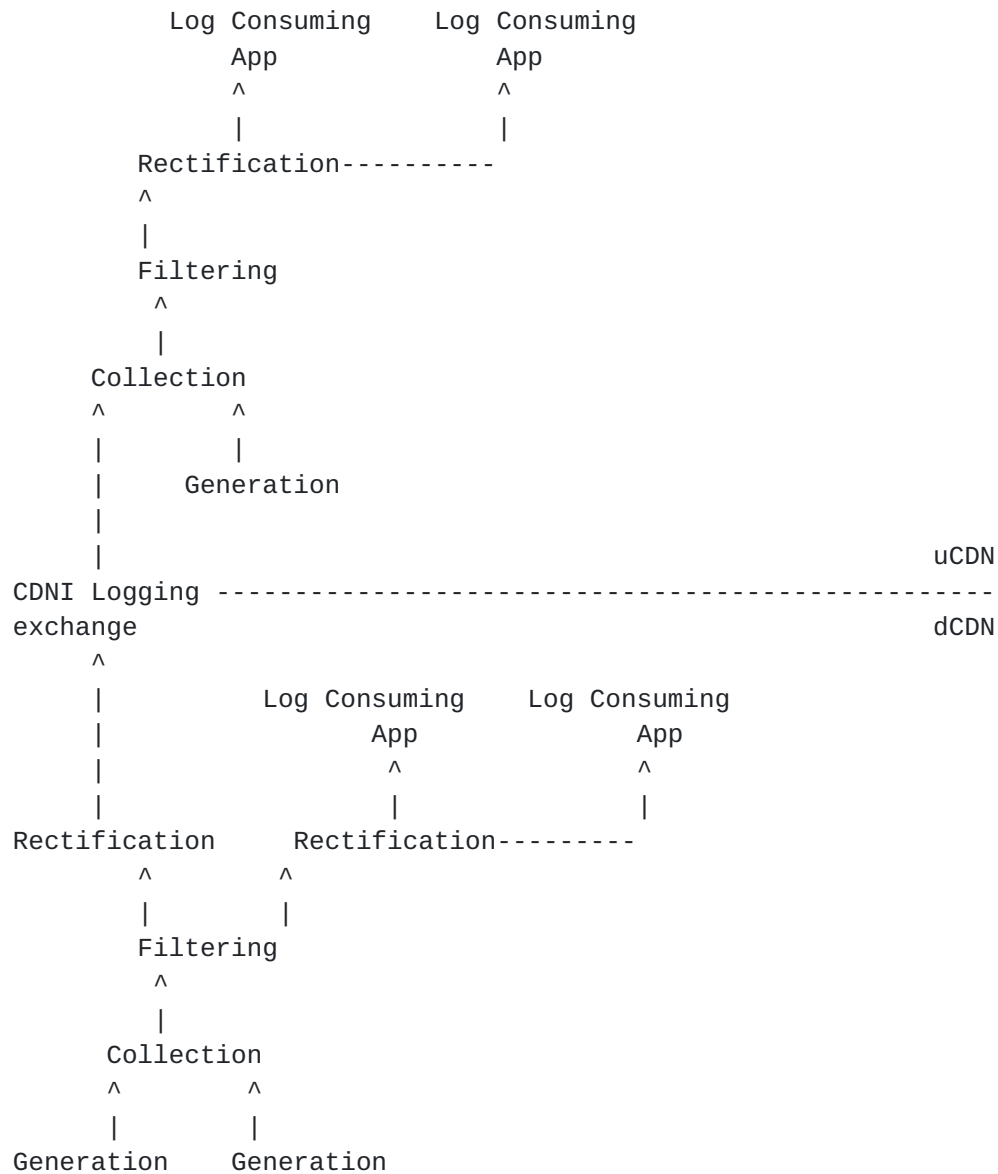 Log Consuming    Log Consuming
App                App
^                ^
|                |
Rectification----------
^
|
Filtering
^
|
Collection
^        ^
|        |
|     Generation
|
|                                                     uCDN
CDNI Logging --------------------------------------------------
exchange                                                   dCDN
^
|          Log Consuming    Log Consuming
|                 App              App
|                  ^               ^
|                  |               |
Rectification     Rectification---------
^        ^
|        |
Filtering
^
|
Collection
^        ^
|        |
Generation    Generation